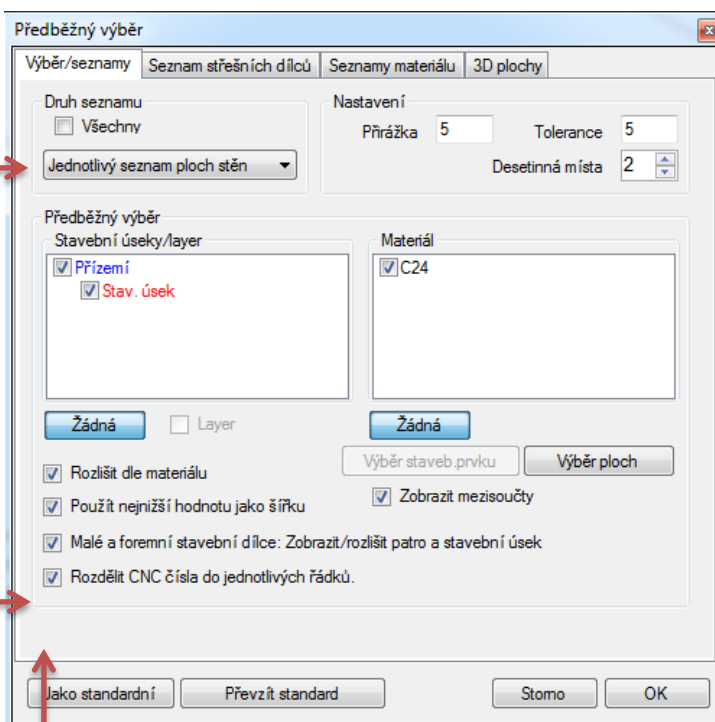 Předběžný výběr
Výběr/seznamy
Seznam střešních dílců
Seznamy materiálu
3D plochy
Druh seznamu
Všechny
Jednotlivý seznam ploch stěn
Nastavení
Přirážka 5
Tolerance 5
Desetinná místa 2
Předběžný výběr
Stavební úseky/layer
Přízemí
Stav. úsek
Materiál
C24
Žádná
Layer
Žádná
Výběr staveb.prvku
Výběr ploch
Rozlišit dle materiálu
Zobrazit mezisoučty
Použít nejnižší hodnotu jako šířku
Malé a foremní stavební dílce: Zobrazit/rozlišit patro a stavební úsek
Rozdělit CNC čísla do jednotlivých řádků.
Jako standardní
Převzít standard
Storno
OK